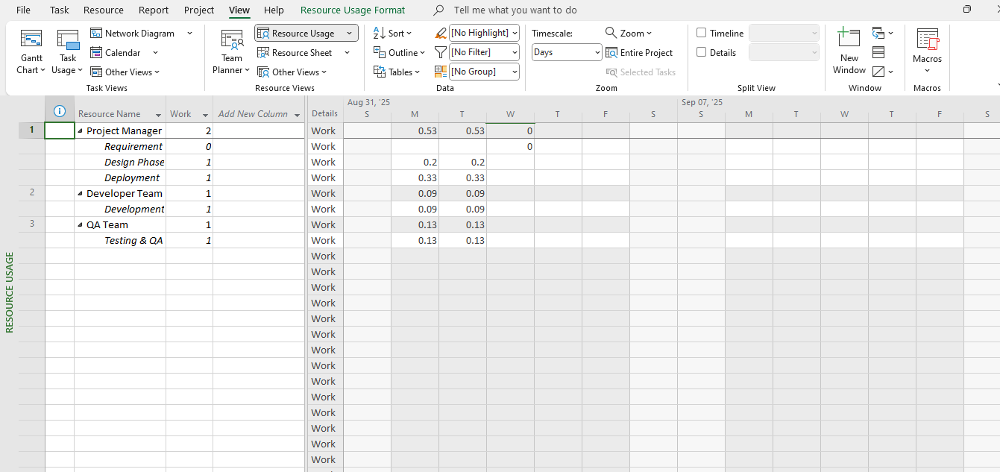 File Task Resource Report Project View Help Resource Usage Format Tell me what you want to do
Gantt Chart
Task Usage
Network Diagram
Calendar
Other Views
Task Views
Team Planner
Resource Usage
Resource Sheet
Other Views
Resource Views
Sort
Outline
Tables
[No Highlight]
[No Filter]
[No Group]
Data
Timescale:
Days
Zoom
Entire Project
Selected Tasks
Zoom
Timeline
Details
Split View
New Window
Window
Macros
Macros
Aug 31, '25 Sep 07, '25
Resource Name Work Add New Column Details S M T W T F S S M T W T F S
1 Project Manager 2 Work 0.53 0.53 0
Requirement 0 Work 0
Design Phase 1 Work 0.2 0.2
Deployment 1 Work 0.33 0.33
2 Developer Team 1 Work 0.09 0.09
Development 1 Work 0.09 0.09
3 QA Team 1 Work 0.13 0.13
Testing & QA 1 Work 0.13 0.13
Work
Work
Work
Work
Work
Work
Work
Work
Work
Work
Work
Work
Work
Work
RESOURCE USAGE